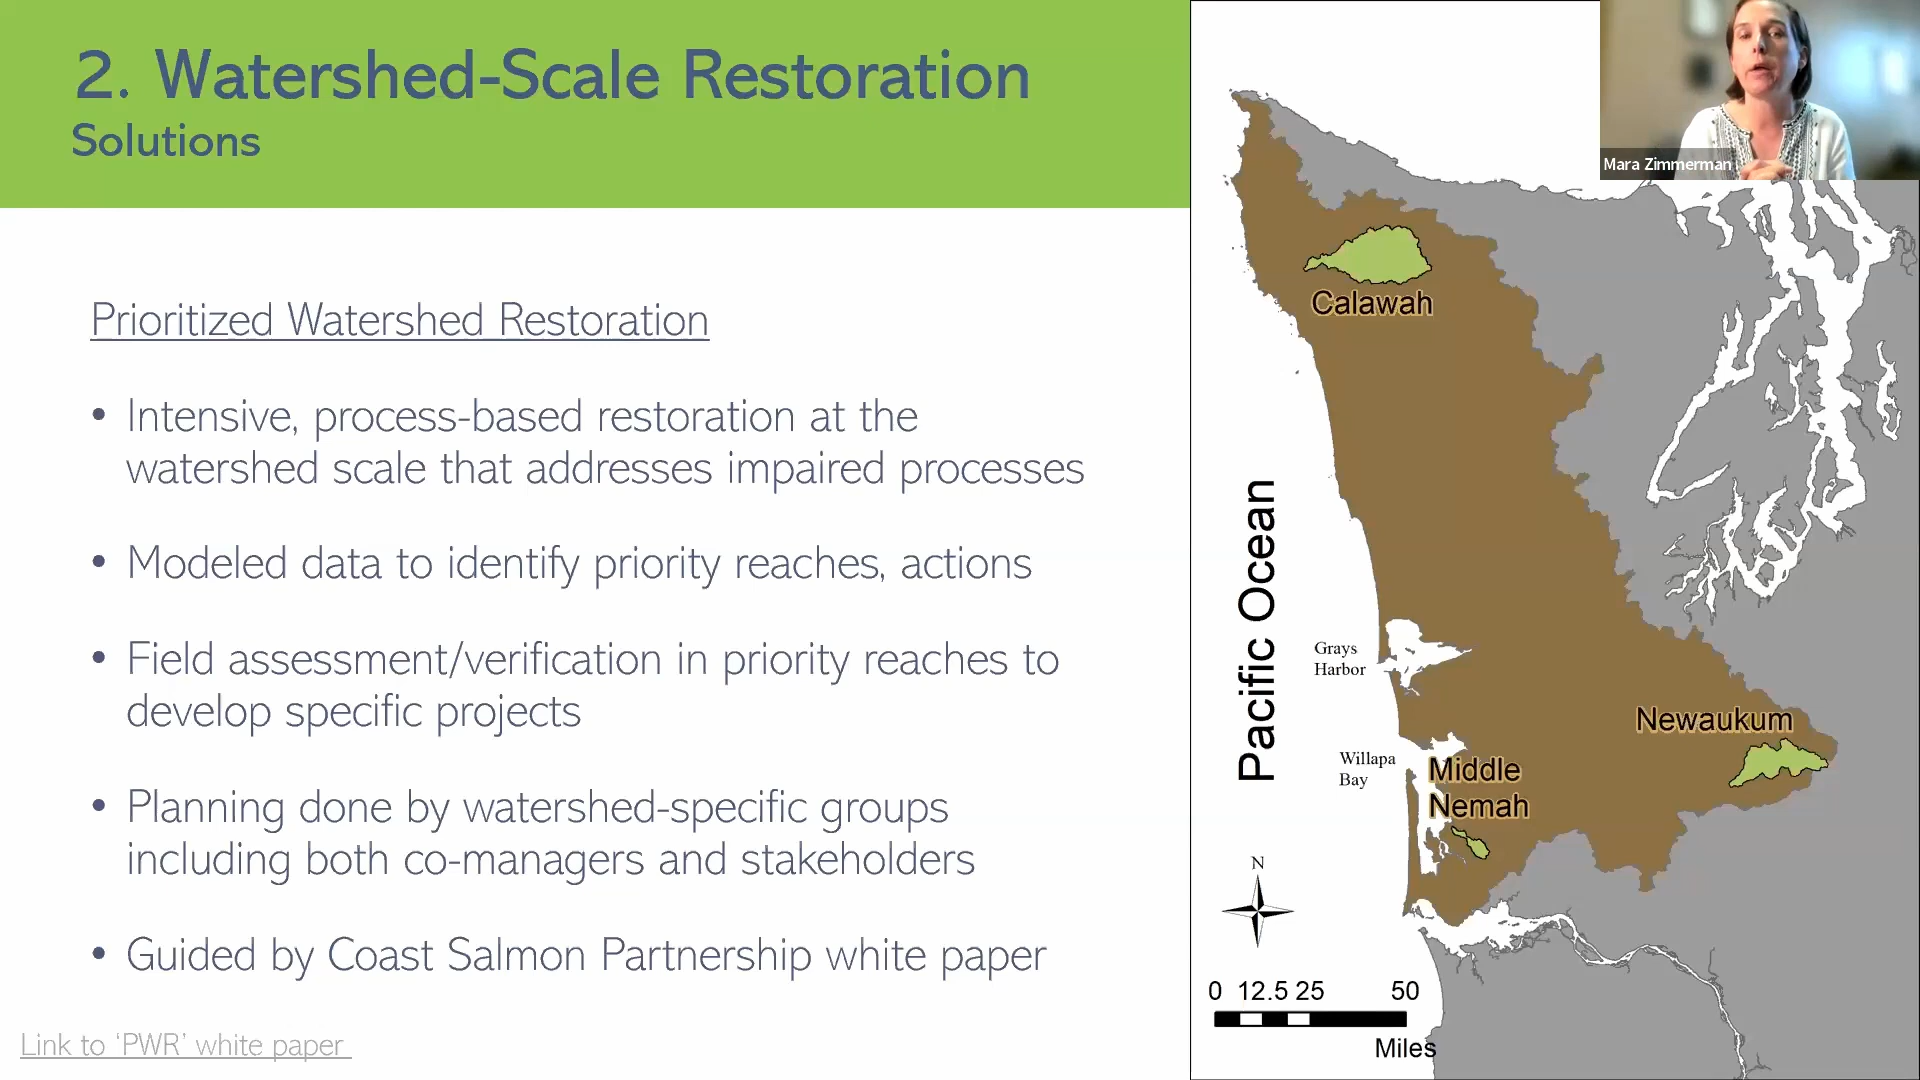 2. Watershed-Scale Restoration
Solutions
Prioritized Watershed Restoration
• Intensive, process-based restoration at the
watershed scale that addresses impaired processes
• Modeled data to identify priority reaches, actions
• Field assessment/verification in priority reaches to
develop specific projects
• Planning done by watershed-specific groups
including both co-managers and stakeholders
• Guided by Coast Salmon Partnership white paper
Link to ‘PWR’ white paper
Mara Zimmerman
Calawah
Pacific Ocean
Grays
Harbor
Newaukum
Willapa
Bay
Middle
Nemah
N
0 12.5 25 50
Miles